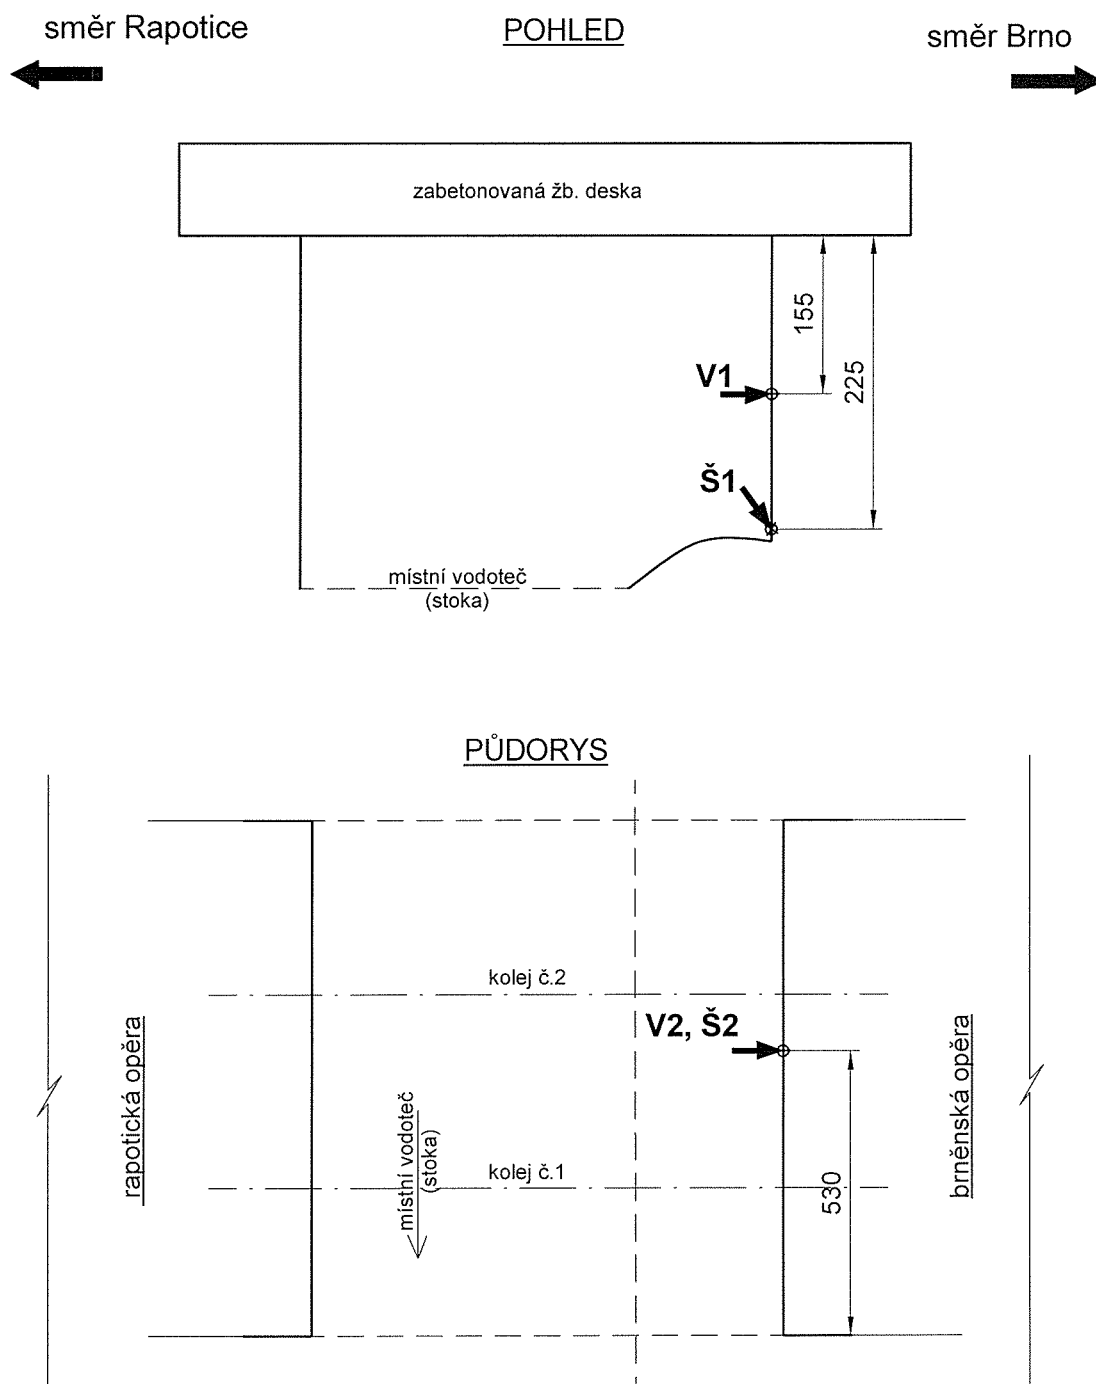 směr Rapotice
POHLED
směr Brno
zabetonovaná žb. deska
155
225
V1
Š1
místní vodoteč
(stoka)
PŮDORYS
kolej č.2
V2, Š2
rapotická opěra
brněnská opěra
místní vodoteč
(stoka)
kolej č.1
530